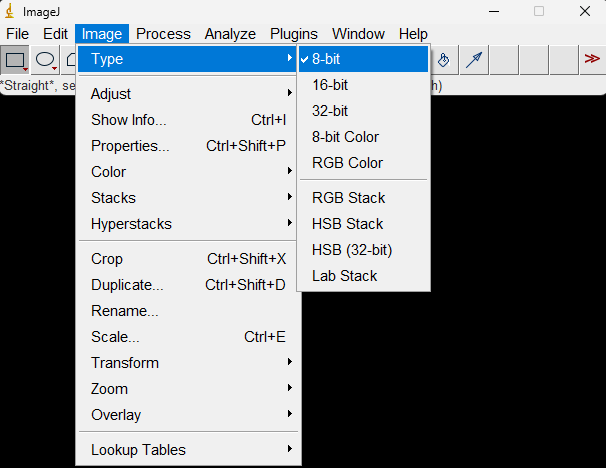 ImageJ
File Edit Image Process Analyze Plugins Window Help
*Straight*, se
h)
Type
Adjust
Show Info... Ctrl+I
Properties... Ctrl+Shift+P
Color
Stacks
Hyperstacks
Crop Ctrl+Shift+X
Duplicate... Ctrl+Shift+D
Rename...
Scale... Ctrl+E
Transform
Zoom
Overlay
Lookup Tables
8-bit
16-bit
32-bit
8-bit Color
RGB Color
RGB Stack
HSB Stack
HSB (32-bit)
Lab Stack